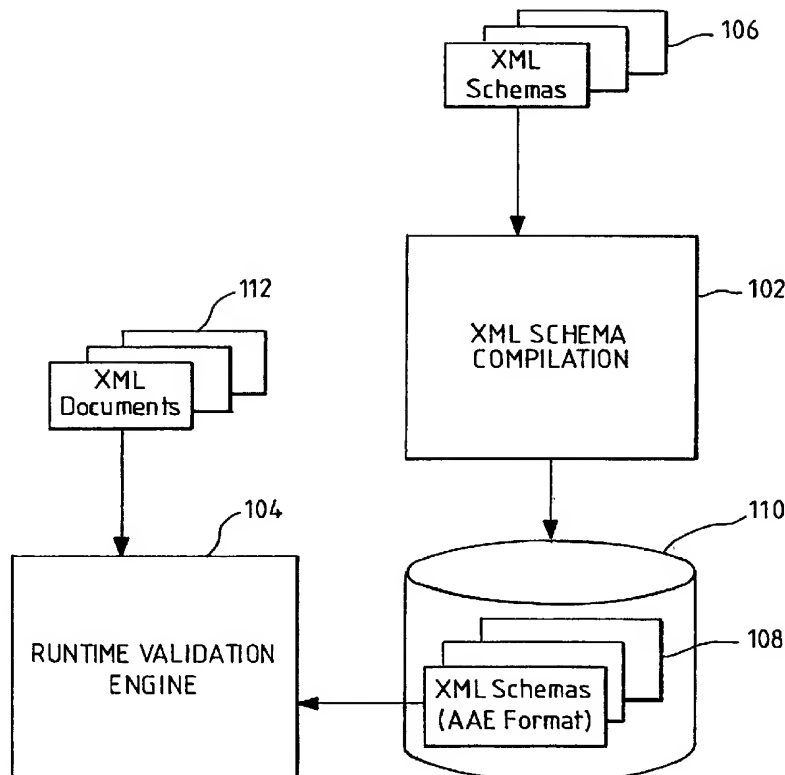 106
XML
Schemas
102
XML SCHEMA
COMPILATION
112
XML
Documents
104
RUNTIME VALIDATION
ENGINE
110
108
XML Schemas
(AAE Format)